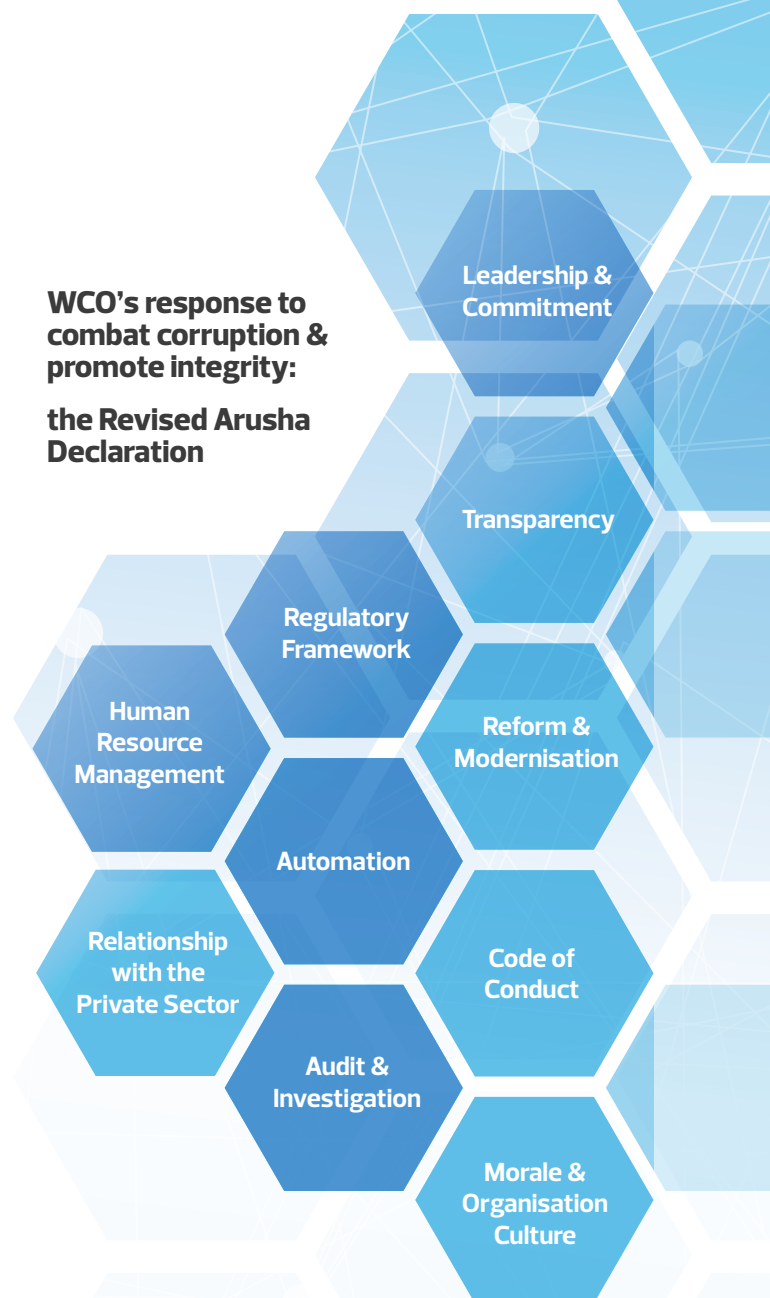 WCO’s response to
combat corruption &
promote integrity:
the Revised Arusha
Declaration
Leadership &
Commitment
Transparency
Regulatory
Framework
Human
Resource
Management
Reform &
Modernisation
Automation
Relationship
with the
Private Sector
Code of
Conduct
Audit &
Investigation
Morale &
Organisation
Culture